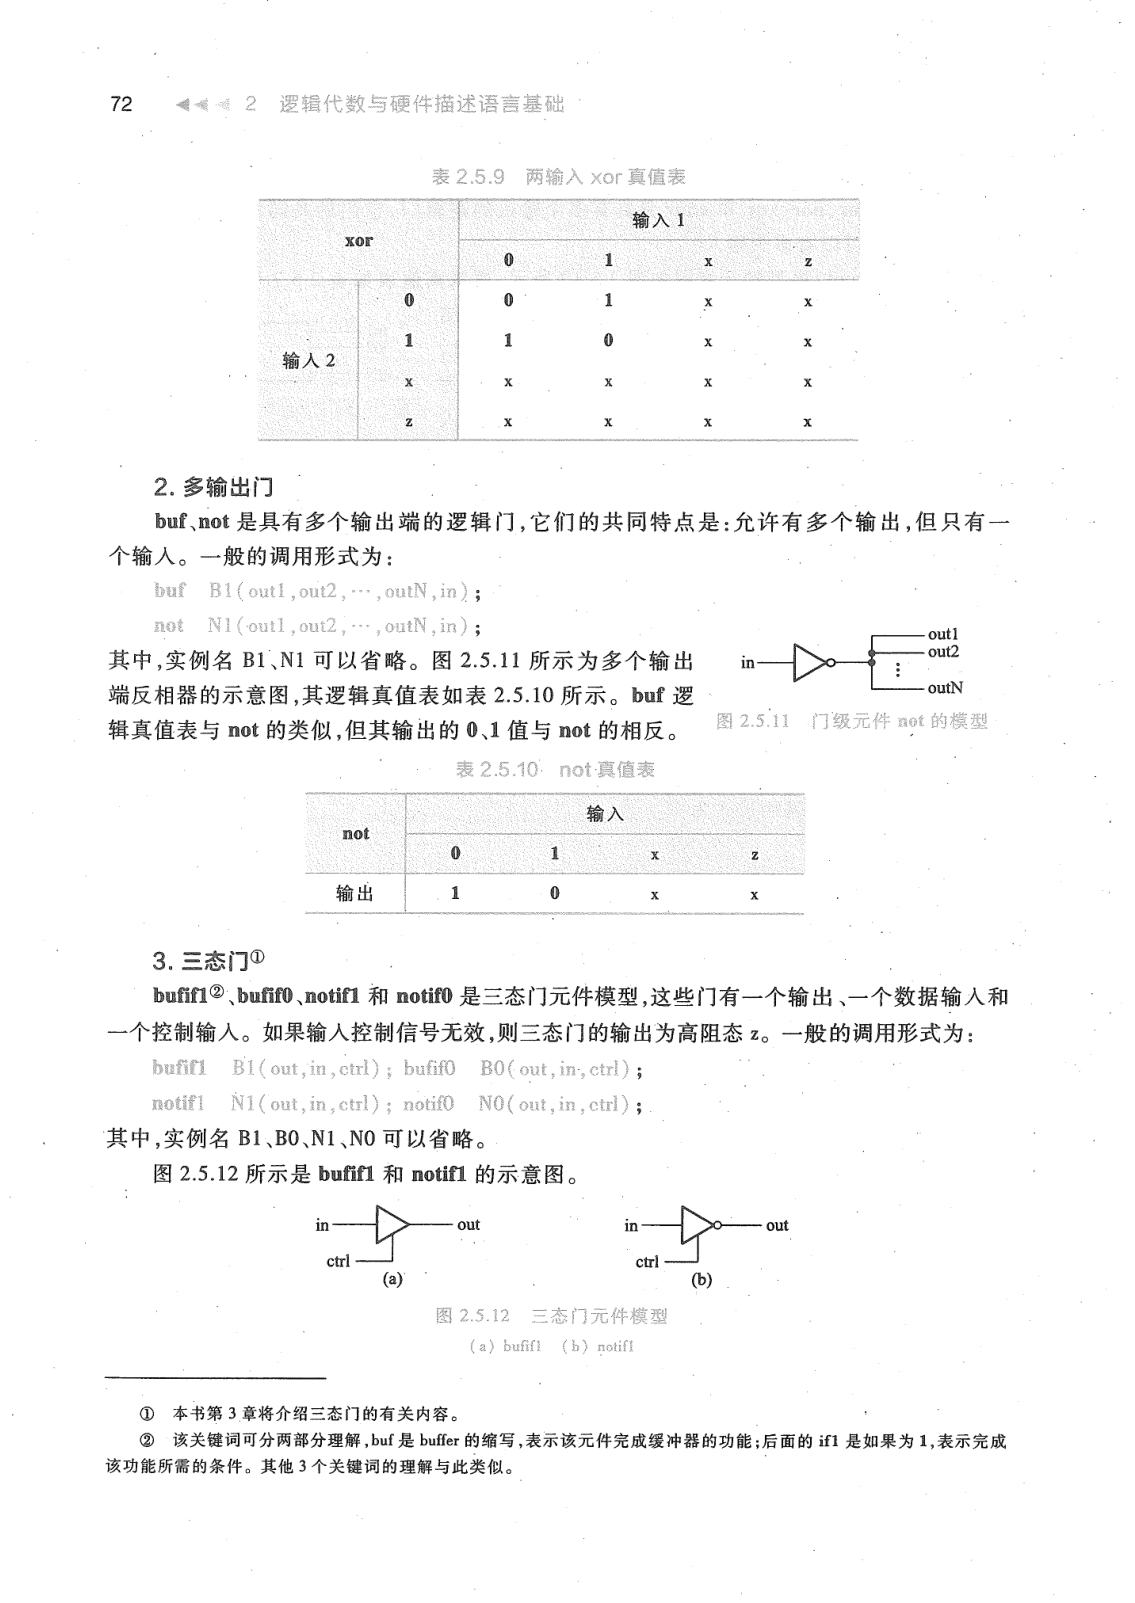 72 2 逻辑代数与硬件描述语言基础
表 2.5.9 两输入 xor 真值表
xor 输入 1
0 1 x z
输入 2
0 0 1 x x
1 1 0 x x
x x x x x
z x x x x
2. 多输出门
buf、not 是具有多个输出端的逻辑门,它们的共同特点是:允许有多个输出,但只有一
个输入。一般的调用形式为:
buf B1(out1,out2,…,outN,in);
not N1(out1,out2,…,outN,in);
其中,实例名 B1、N1 可以省略。图 2.5.11 所示为多个输出
端反相器的示意图,其逻辑真值表如表 2.5.10 所示。buf 逻
辑真值表与 not 的类似,但其输出的 0、1 值与 not 的相反。
in out1
out2
⋮
outN
图 2.5.11 门级元件 not 的模型
表 2.5.10 not 真值表
not 输入
0 1 x z
输出 1 0 x x
3. 三态门①
bufif1②、bufif0、notif1 和 notif0 是三态门元件模型,这些门有一个输出、一个数据输入和
一个控制输入。如果输入控制信号无效,则三态门的输出为高阻态 z。一般的调用形式为:
bufif1 B1(out,in,ctrl); bufif0 B0(out,in,ctrl);
notif1 N1(out,in,ctrl); notif0 N0(out,in,ctrl);
其中,实例名 B1、B0、N1、N0 可以省略。
图 2.5.12 所示是 bufif1 和 notif1 的示意图。
in out in out
ctrl ctrl
(a) (b)
图 2.5.12 三态门元件模型
(a) bufif1 (b) notif1
① 本书第 3 章将介绍三态门的有关内容。
② 该关键词可分两部分理解,buf 是 buffer 的缩写,表示该元件完成缓冲器的功能;后面的 if1 是如果为 1,表示完成
该功能所需的条件。其他 3 个关键词的理解与此类似。